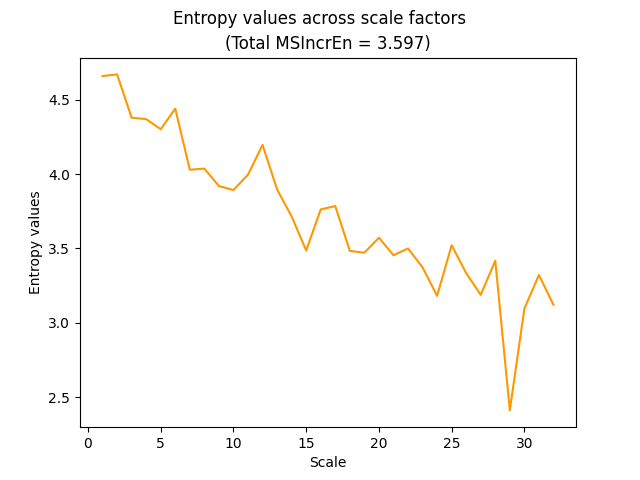 Entropy values across scale factors
(Total MSIncrEn = 3.597)
Entropy values
4.5
4.0
3.5
3.0
2.5
0 5 10 15 20 25 30
Scale